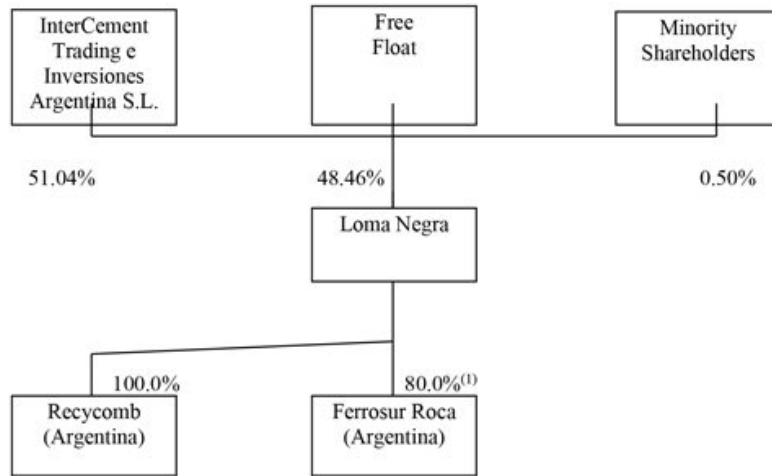 InterCement
Trading e
Inversiones
Argentina S.L.
Free
Float
Minority
Shareholders
51.04%
48.46%
0.50%
Loma Negra
100.0%
80.0%(1)
Recycomb
(Argentina)
Ferrosur Roca
(Argentina)